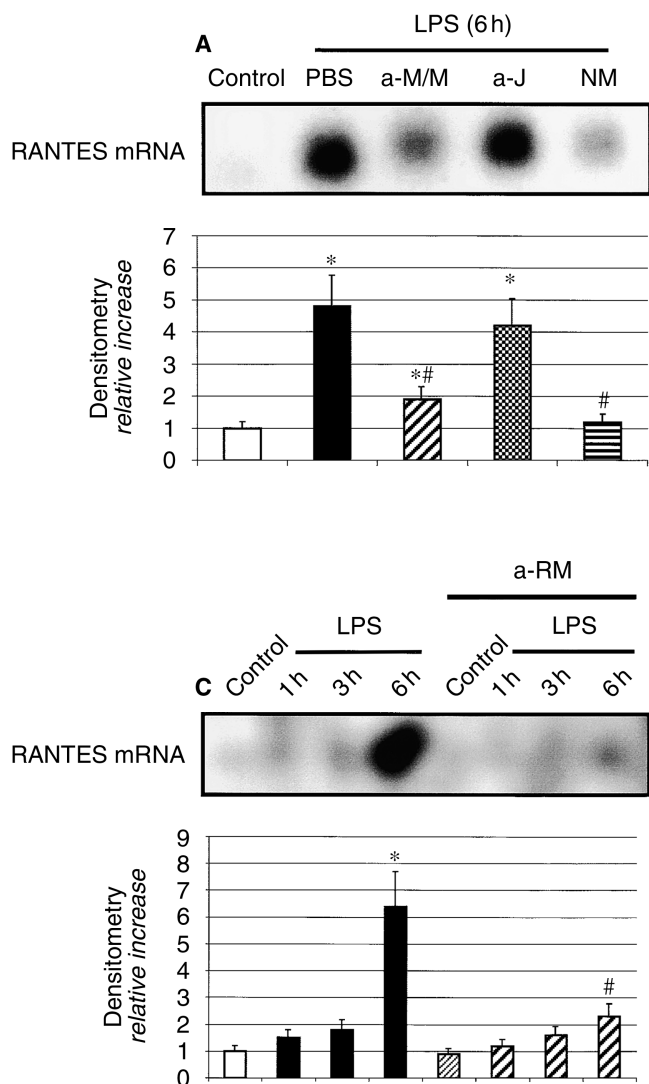 A
LPS (6 h)
Control PBS a-M/M a-J NM
RANTES mRNA
7
6
5
4
3
2
1
0
Densitometry
relative increase
*
*#
*
#
a-RM
LPS LPS
C Control 1 h 3 h 6 h Control 1 h 3 h 6 h
RANTES mRNA
9
8
7
6
5
4
3
2
1
0
Densitometry
relative increase
*
#